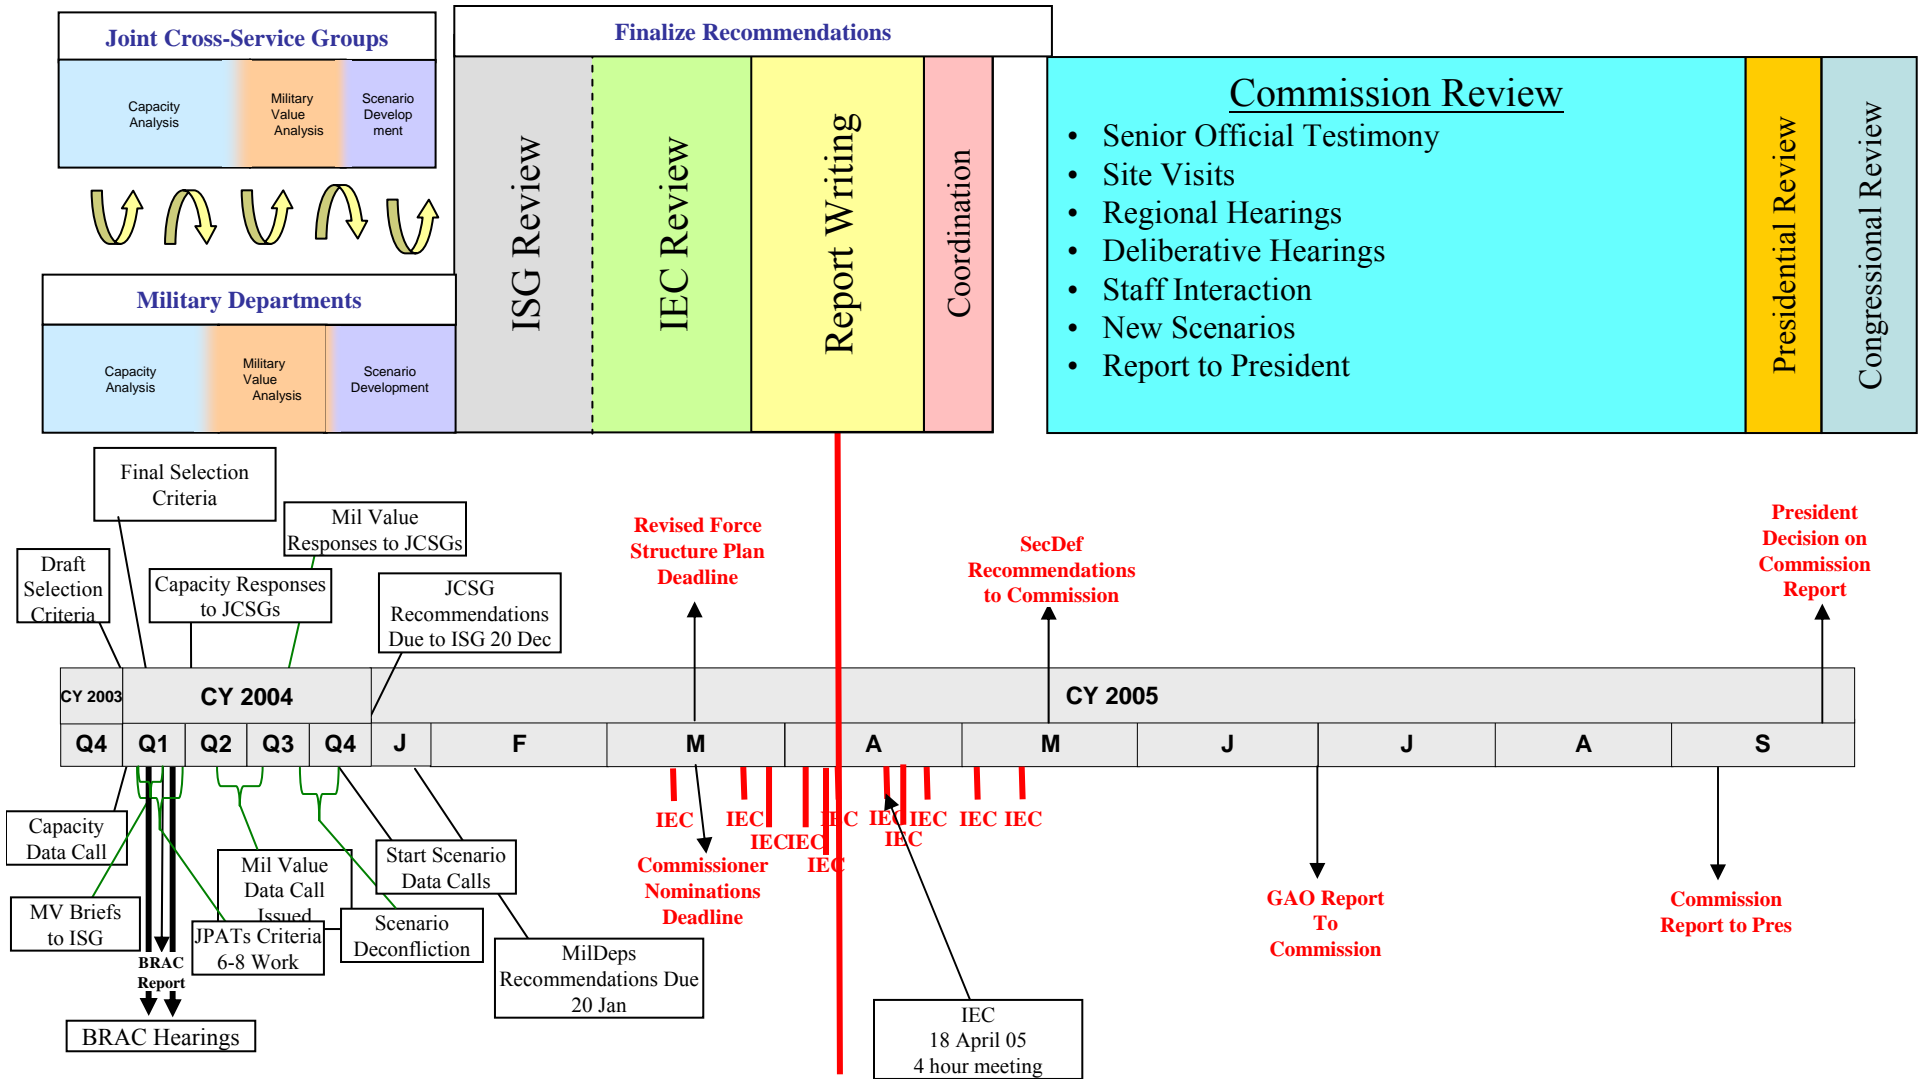 Joint Cross-Service Groups
Capacity
Analysis
Military
Value
Analysis
Scenario
Develop
ment
Military Departments
Capacity
Analysis
Military
Value
Analysis
Scenario
Development
Finalize Recommendations
ISG Review
IEC Review
Report Writing
Coordination
Commission Review
• Senior Official Testimony
• Site Visits
• Regional Hearings
• Deliberative Hearings
• Staff Interaction
• New Scenarios
• Report to President
Presidential Review
Congressional Review
Final Selection
Criteria
Mil Value
Responses to JCSGs
Draft
Selection
Criteria
Capacity Responses
to JCSGs
JCSG
Recommendations
Due to ISG 20 Dec
Revised Force
Structure Plan
Deadline
SecDef
Recommendations
to Commission
President
Decision on
Commission
Report
CY 2003
CY 2004
CY 2005
Q4
Q1
Q2
Q3
Q4
J
F
M
A
M
J
J
A
S
IEC
IEC
IEC
IEC
IEC
IEC
IEC
IEC
IEC
IEC
IEC
Capacity
Data Call
MV Briefs
to ISG
BRAC
Report
BRAC Hearings
Mil Value
Data Call
Issued
JPATs Criteria
6-8 Work
Start Scenario
Data Calls
Scenario
Deconfliction
MilDeps
Recommendations Due
20 Jan
Commissioner
Nominations
Deadline
IEC
18 April 05
4 hour meeting
GAO Report
To
Commission
Commission
Report to Pres